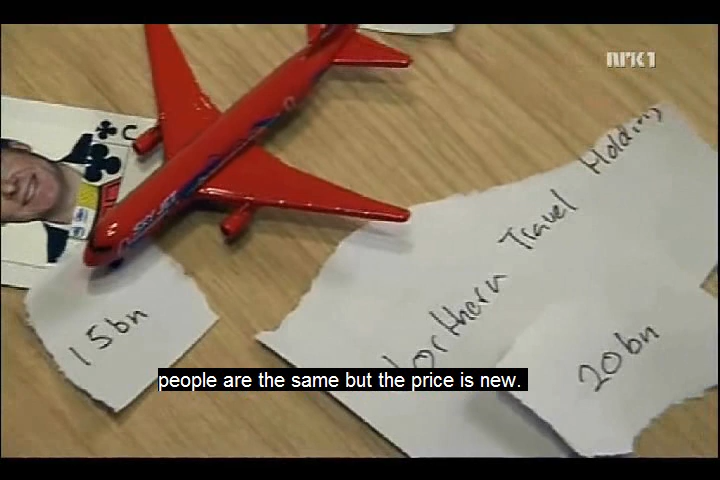 NRK1
J
15bn
Northern Travel Holding
20bn
people are the same but the price is new.